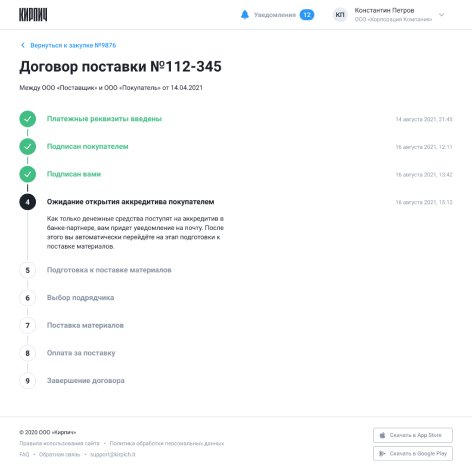 КИРПИЧ
Уведомления 12
КП Константин Петров
ООО «Корпорация Компания»
Вернуться к закупке №9876
Договор поставки №112-345
Между ООО «Поставщик» и ООО «Покупатель» от 14.04.2021
Платежные реквизиты введены 14 августа 2021, 21:45
Подписан покупателем 16 августа 2021, 12:11
Подписан вами 16 августа 2021, 13:42
4 Ожидание открытия аккредитива покупателем 16 августа 2021, 15:12
Как только денежные средства поступят на аккредитив в
банке-партнере, вам придет уведомление на почту. После
этого вы автоматически перейдёте на этап подготовки к
поставке материалов.
5 Подготовка к поставке материалов
6 Выбор подрядчика
7 Поставка материалов
8 Оплата за поставку
9 Завершение договора
© 2020 ООО «Кирпич»
Правила использования сайта • Политика обработки персональных данных
FAQ • Обратная связь • support@kirpich.it
Скачать в App Store
Скачать в Google Play